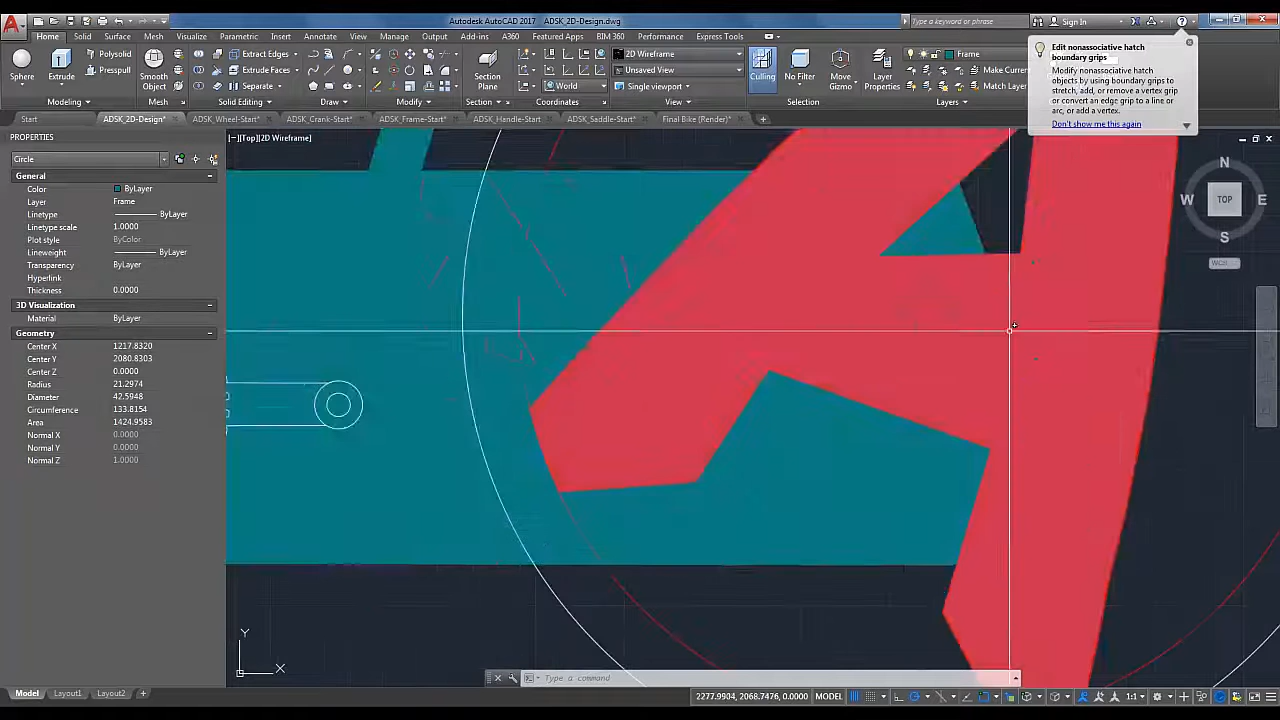 Autodesk AutoCAD 2017 ADSK_2D-Design.dwg
Type a keyword or phrase
Sign In
Home Solid Surface Mesh Visualize Parametric Insert Annotate View Manage Output Add-ins A360 Featured Apps BIM 360 Performance Express Tools
Sphere Extrude Polysolid Presspull Smooth Object Extract Edges Extrude Faces Separate Section Plane World 2D Wireframe Unsaved View Single viewport Culling No Filter Move Gizmo Layer Properties Frame Make Current Match Layer
Modeling Mesh Solid Editing Draw Modify Section Coordinates View Selection Layers
Edit nonassociative hatch
boundary grips
Modify nonassociative hatch
objects by using boundary grips to
stretch, add, or remove a vertex grip
or convert an edge grip to a line or
arc, or add a vertex.
Don't show me this again
Start ADSK_2D-Design* ADSK_Wheel-Start* ADSK_Crank-Start* ADSK_Frame-Start* ADSK_Handle-Start ADSK_Saddle-Start* Final Bike (Render)*
PROPERTIES
[−][Top][2D Wireframe]
Circle
General
Color ByLayer
Layer Frame
Linetype ByLayer
Linetype scale 1.0000
Plot style ByColor
Lineweight ByLayer
Transparency ByLayer
Hyperlink
Thickness 0.0000
3D Visualization
Material ByLayer
Geometry
Center X 1217.8320
Center Y 2080.8303
Center Z 0.0000
Radius 21.2974
Diameter 42.5948
Circumference 133.8154
Area 1424.9583
Normal X 0.0000
Normal Y 0.0000
Normal Z 1.0000
N
W TOP E
S
Y
X
Type a command
Model Layout1 Layout2
2277.9904, 2068.7476, 0.0000 MODEL 1:1